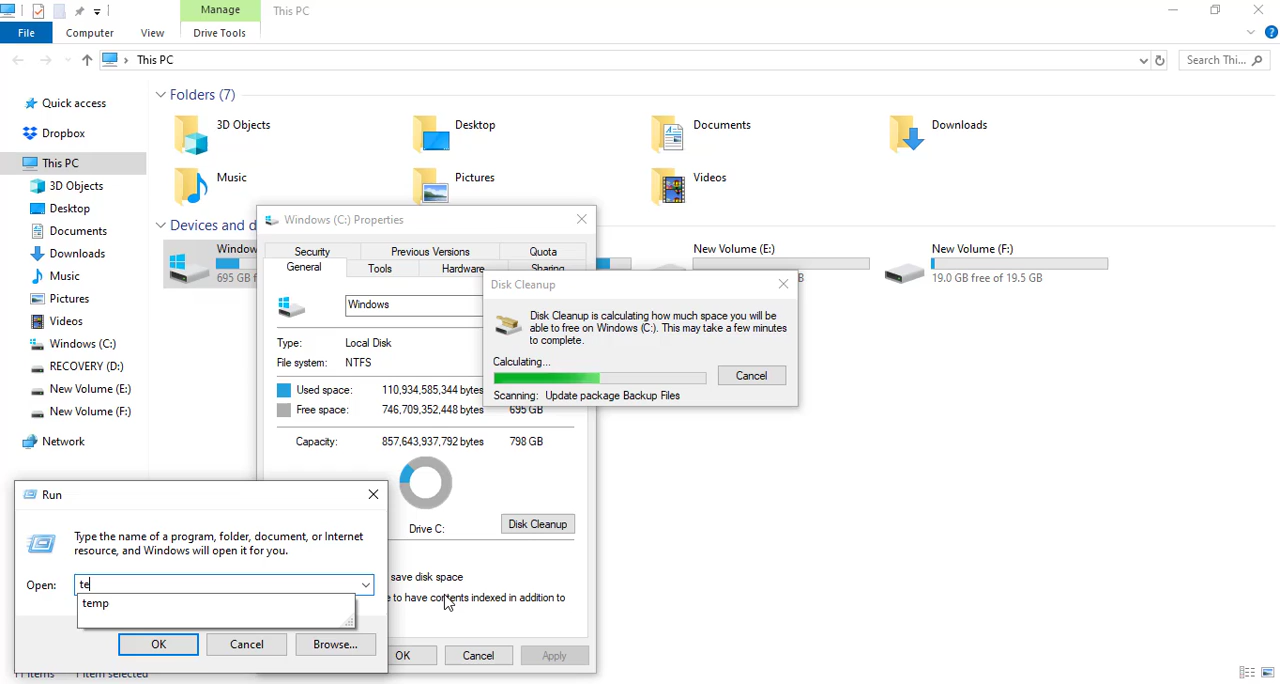 Manage
This PC
File
Computer
View
Drive Tools
This PC
Search Thi...
Quick access
Dropbox
This PC
3D Objects
Desktop
Documents
Downloads
Music
Pictures
Videos
Windows (C:)
RECOVERY (D:)
New Volume (E:)
New Volume (F:)
Network
Folders (7)
3D Objects
Desktop
Documents
Downloads
Music
Pictures
Videos
Devices and d
Window
695 GB
New Volume (E:)
New Volume (F:)
19.0 GB free of 19.5 GB
Windows (C:) Properties
Security
Previous Versions
Quota
General
Tools
Hardware
Sharing
Windows
Type:
Local Disk
File system:
NTFS
Used space:
110,934,585,344 bytes
Free space:
746,709,352,448 bytes
695 GB
Capacity:
857,643,937,792 bytes
798 GB
Drive C:
Disk Cleanup
save disk space
to have contents indexed in addition to
OK
Cancel
Apply
Disk Cleanup
Disk Cleanup is calculating how much space you will be
able to free on Windows (C:). This may take a few minutes
to complete.
Calculating...
Cancel
Scanning: Update package Backup Files
Run
Type the name of a program, folder, document, or Internet
resource, and Windows will open it for you.
Open:
te
temp
OK
Cancel
Browse...
11 items
1 item selected